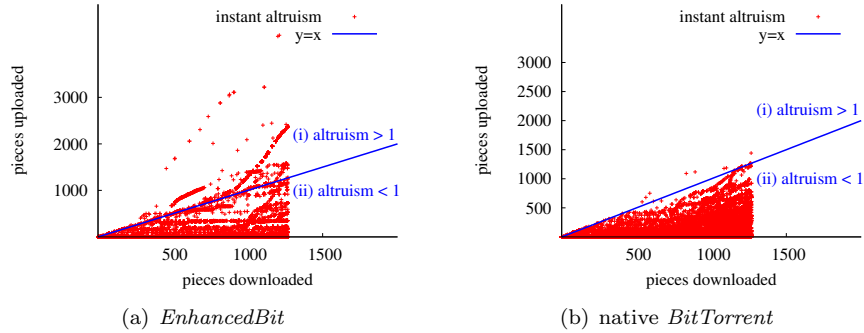 instant altruism
y=x
pieces uploaded
3000
2000
1000
(i) altruism > 1
(ii) altruism < 1
500
1000
1500
pieces downloaded
(a) EnhancedBit
instant altruism
y=x
pieces uploaded
3000
2500
2000
1500
1000
500
(i) altruism > 1
(ii) altruism < 1
500
1000
1500
pieces downloaded
(b) native BitTorrent